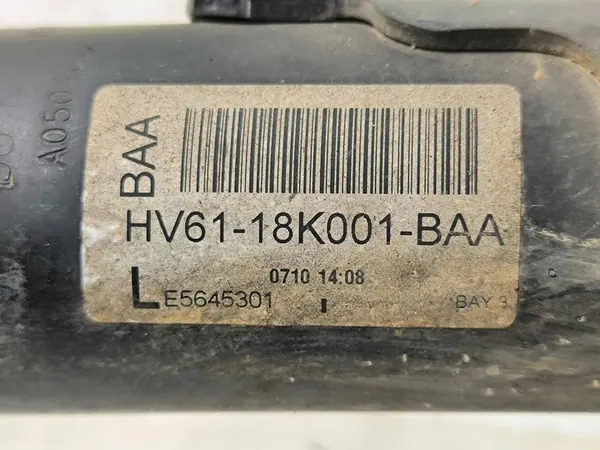 BAA
HV61-18K001-BAA
0710 14:08
L E5645301
BAY 3